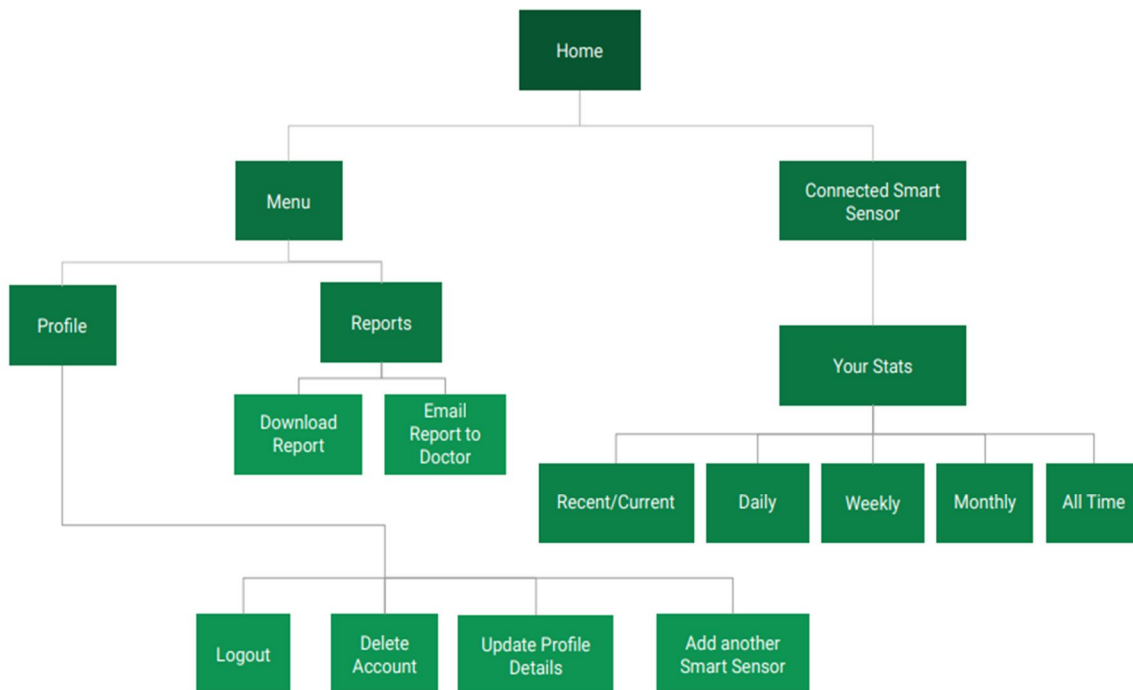 Home
Menu
Connected Smart
Sensor
Profile
Reports
Your Stats
Download
Report
Email
Report to
Doctor
Recent/Current
Daily
Weekly
Monthly
All Time
Logout
Delete
Account
Update Profile
Details
Add another
Smart Sensor